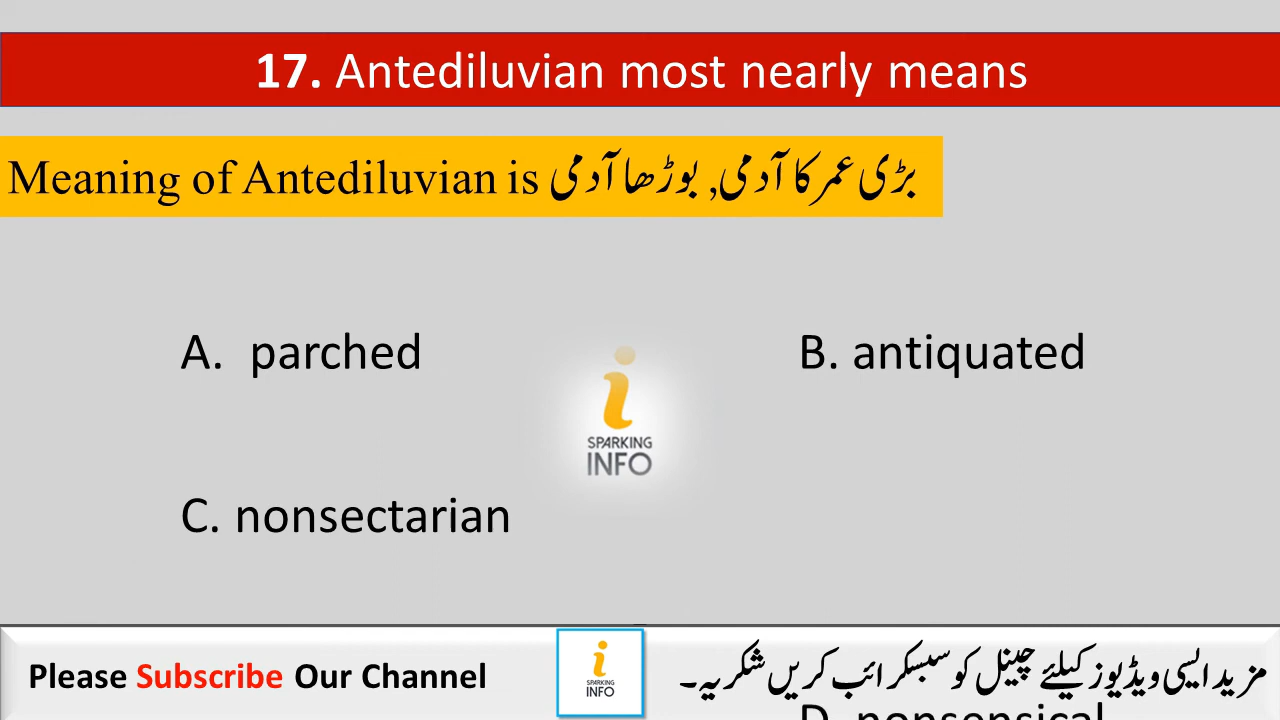 17. Antediluvian most nearly means
Meaning of Antediluvian is بڑی عمر کا آدمی, بوڑھا آدمی
A. parched
B. antiquated
SPARKING
INFO
C. nonsectarian
Please Subscribe Our Channel
SPARKING
INFO
مزید ایسی ویڈیوز کیلئے چینل کو سبسکرائب کریں شکریہ۔
D. nonsensical